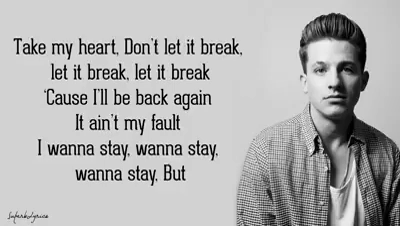 Take my heart, Don't let it break,
let it break, let it break
'Cause I'll be back again
It ain't my fault
I wanna stay, wanna stay,
wanna stay, But
SuperbLyrics